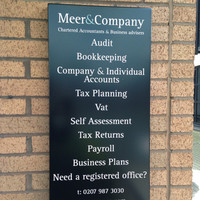 Meer&Company
Chartered Accountants & Business advisors
Audit
Bookkeeping
Company & Individual
Accounts
Tax Planning
Vat
Self Assessment
Tax Returns
Payroll
Business Plans
Need a registered office?
t: 0207 987 3030